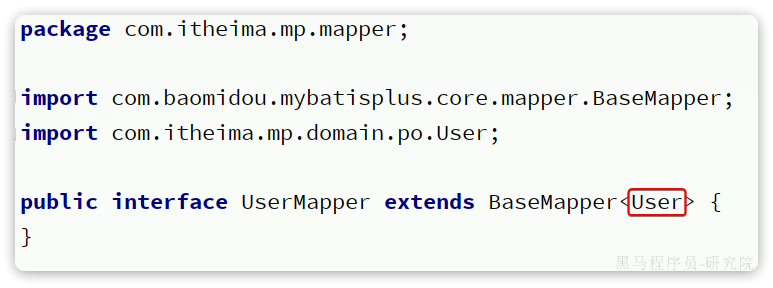 package com.itheima.mp.mapper;
import com.baomidou.mybatisplus.core.mapper.BaseMapper;
import com.itheima.mp.domain.po.User;
public interface UserMapper extends BaseMapper<User> {
}
黑马程序员-研究院